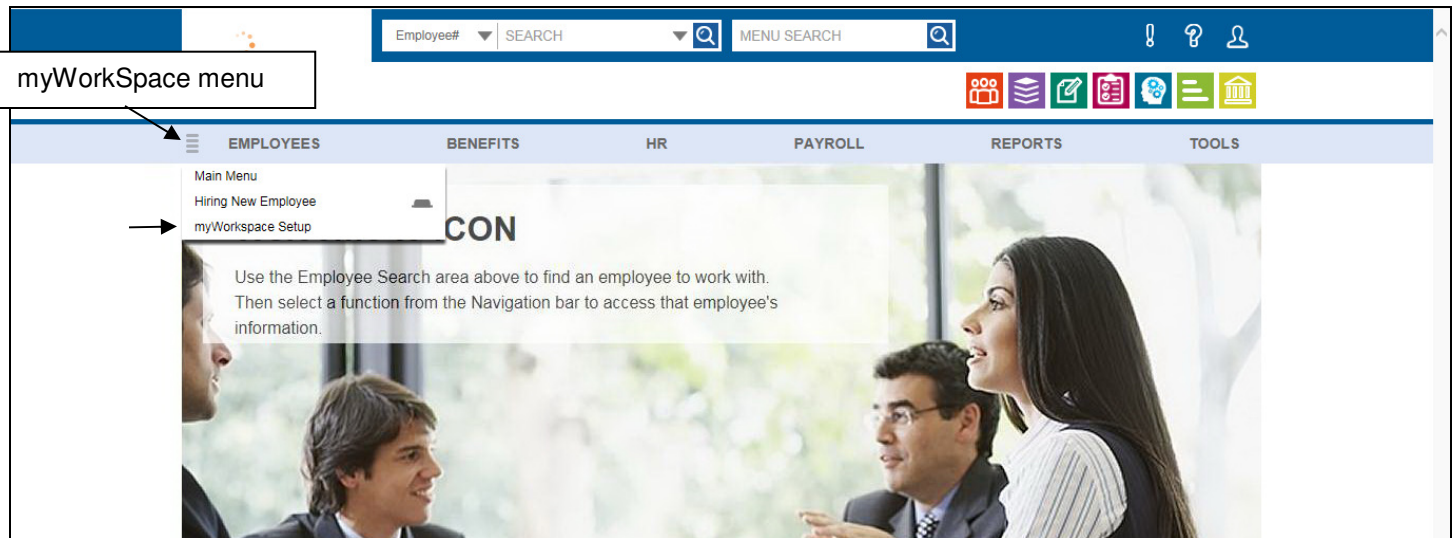 Employee# SEARCH MENU SEARCH
myWorkSpace menu
EMPLOYEES BENEFITS HR PAYROLL REPORTS TOOLS
Main Menu
Hiring New Employee
myWorkspace Setup
CON
Use the Employee Search area above to find an employee to work with.
Then select a function from the Navigation bar to access that employee's
information.